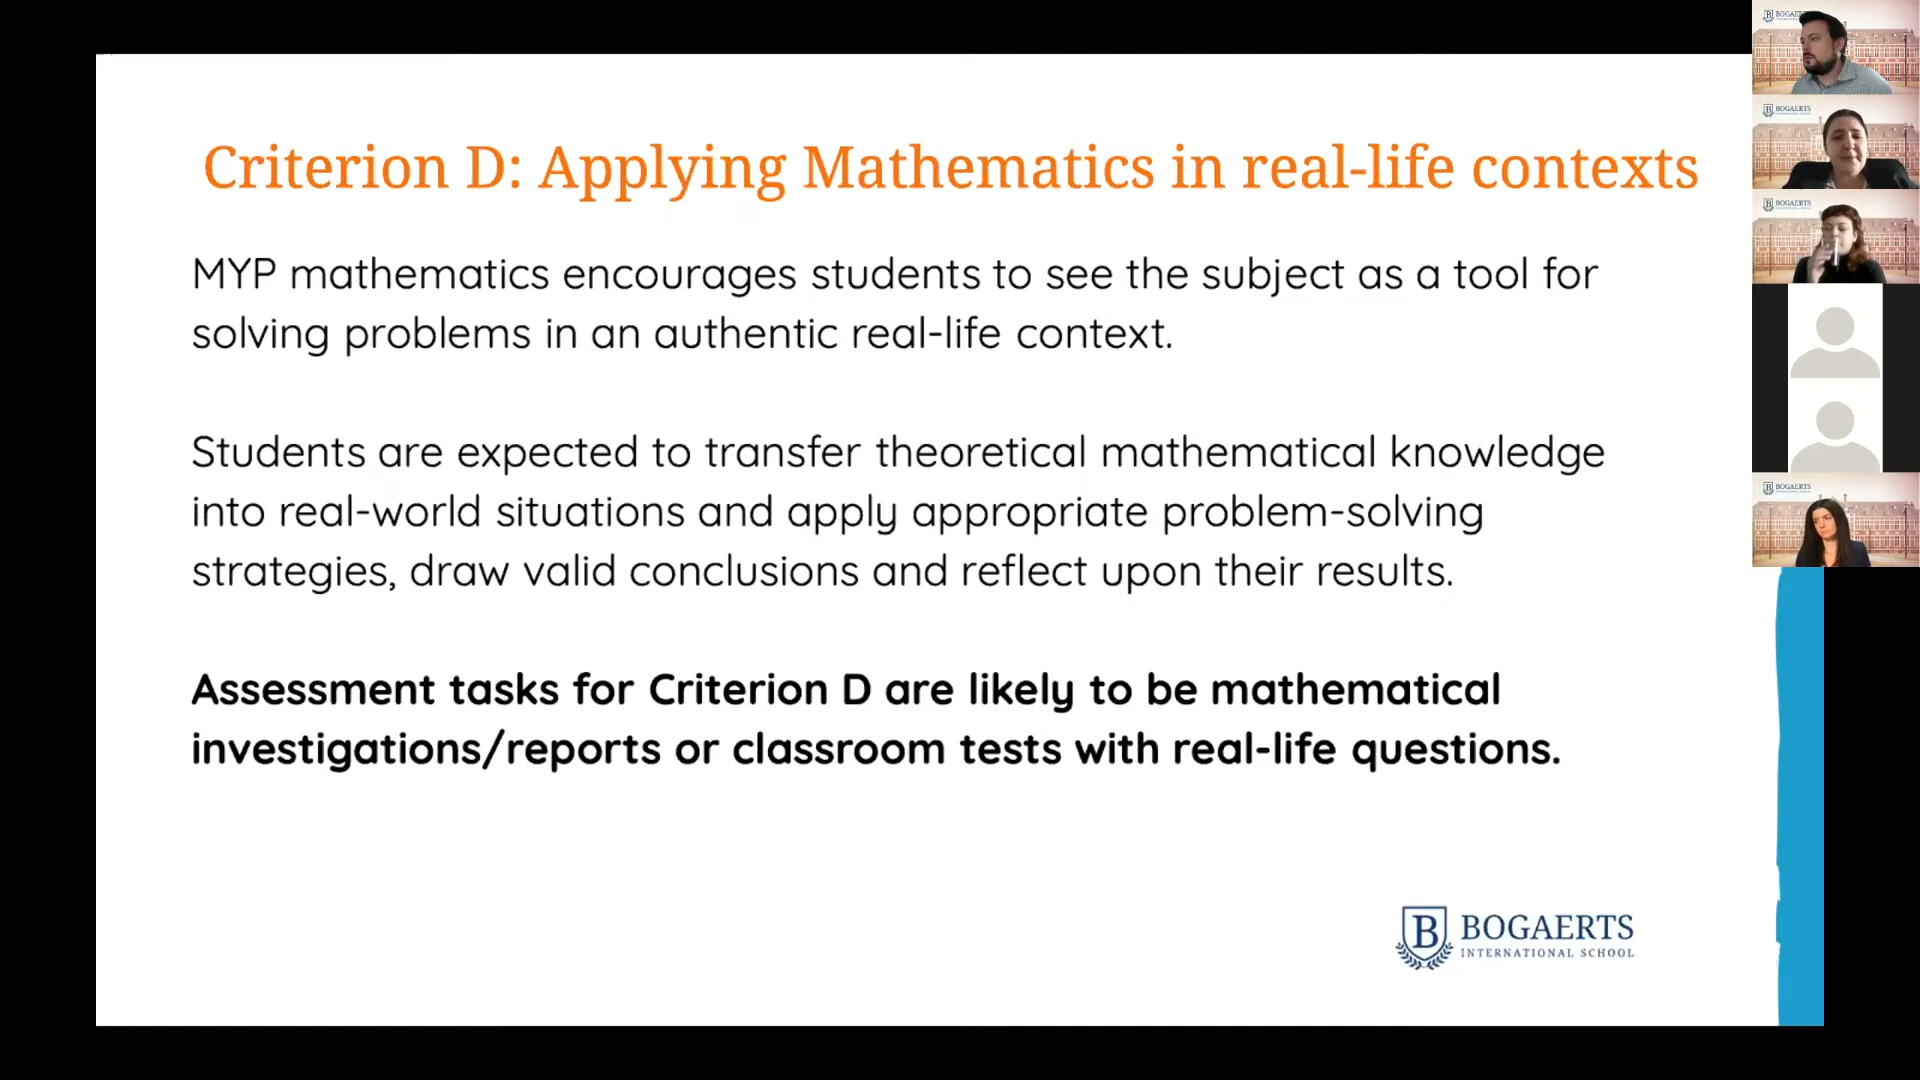 Criterion D: Applying Mathematics in real-life contexts
MYP mathematics encourages students to see the subject as a tool for
solving problems in an authentic real-life context.
Students are expected to transfer theoretical mathematical knowledge
into real-world situations and apply appropriate problem-solving
strategies, draw valid conclusions and reflect upon their results.
Assessment tasks for Criterion D are likely to be mathematical
investigations/reports or classroom tests with real-life questions.
B BOGAERTS
INTERNATIONAL SCHOOL
BOGAERTS
BOGAERTS
BOGAERTS